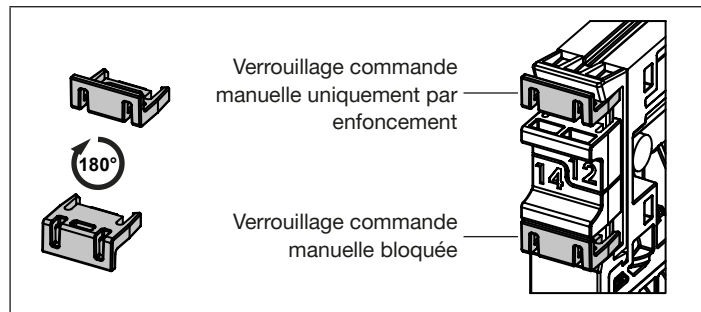 Verrouillage commande
manuelle uniquement par
enfoncement
180°
14 12
Verrouillage commande
manuelle bloquée